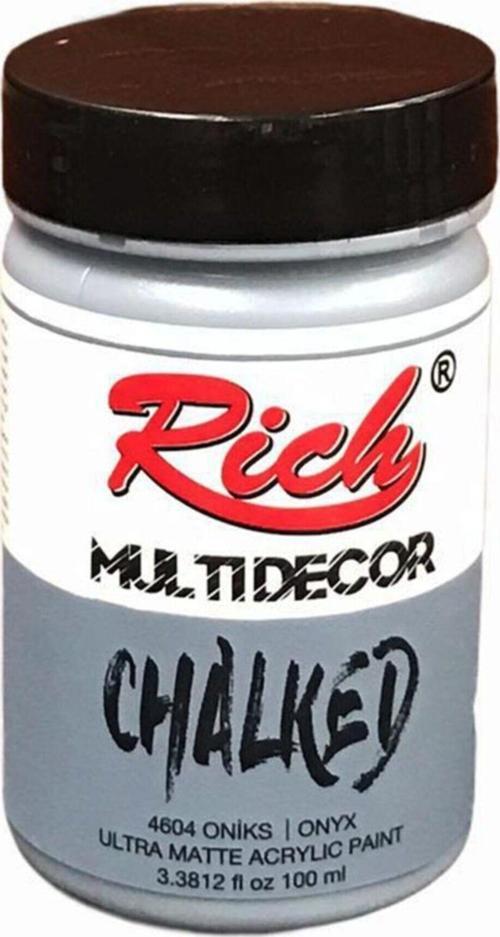 Rich®
MULTIDECOR
CHALKED
4604 ONİKS | ONYX
ULTRA MATTE ACRYLIC PAINT
3.3812 fl oz 100 ml